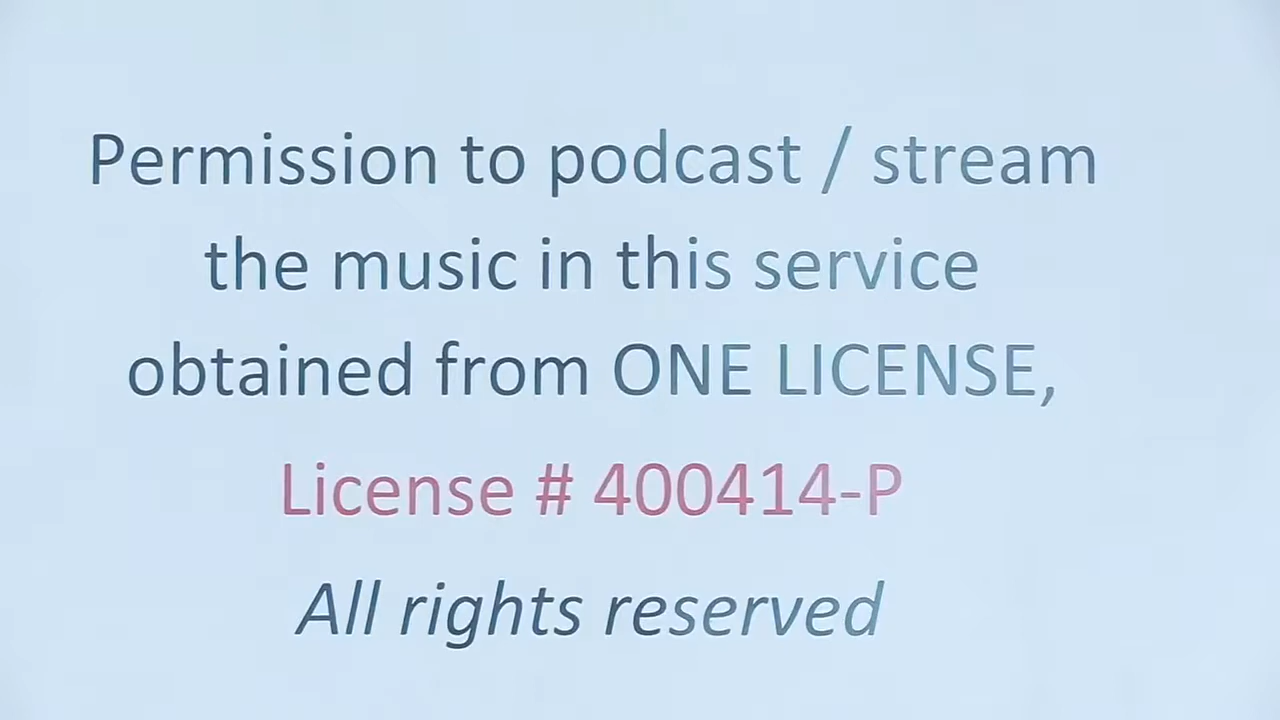 Permission to podcast / stream
the music in this service
obtained from ONE LICENSE,
License # 400414-P
All rights reserved